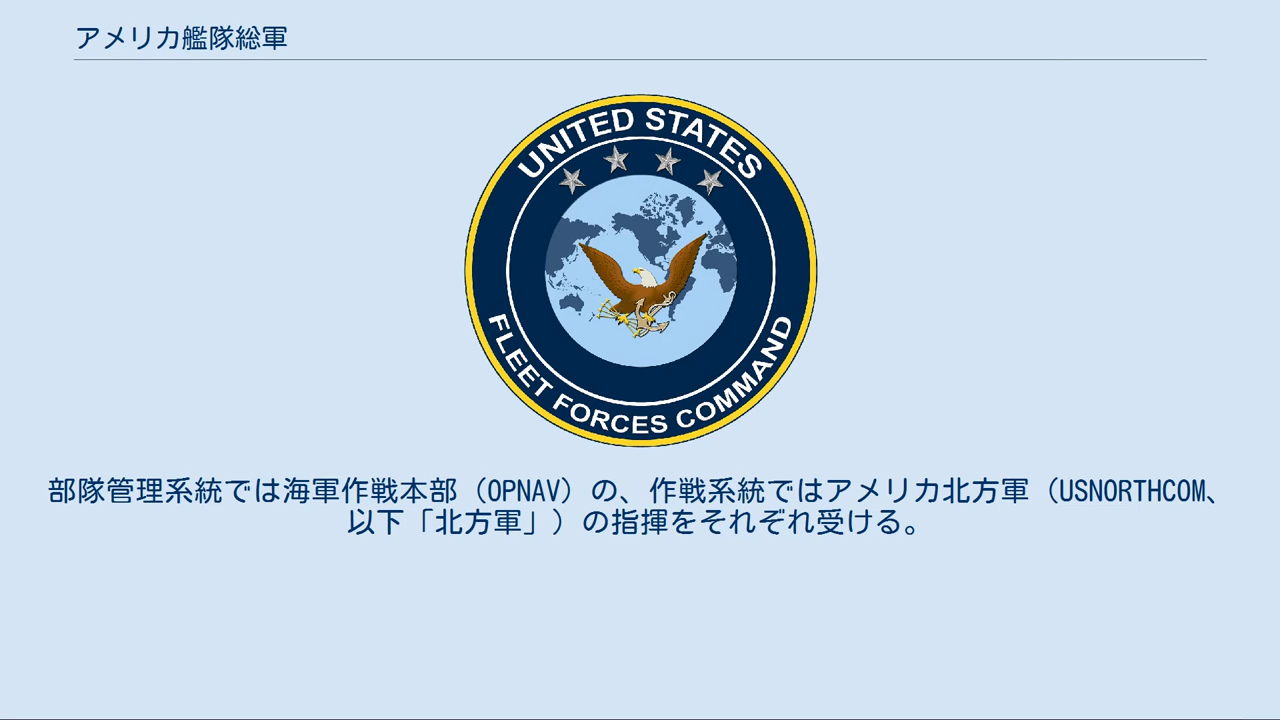 アメリカ艦隊総軍
UNITED STATES
FLEET FORCES COMMAND
部隊管理系統では海軍作戦本部（OPNAV）の、作戦系統ではアメリカ北方軍（USNORTHCOM、
以下「北方軍」）の指揮をそれぞれ受ける。